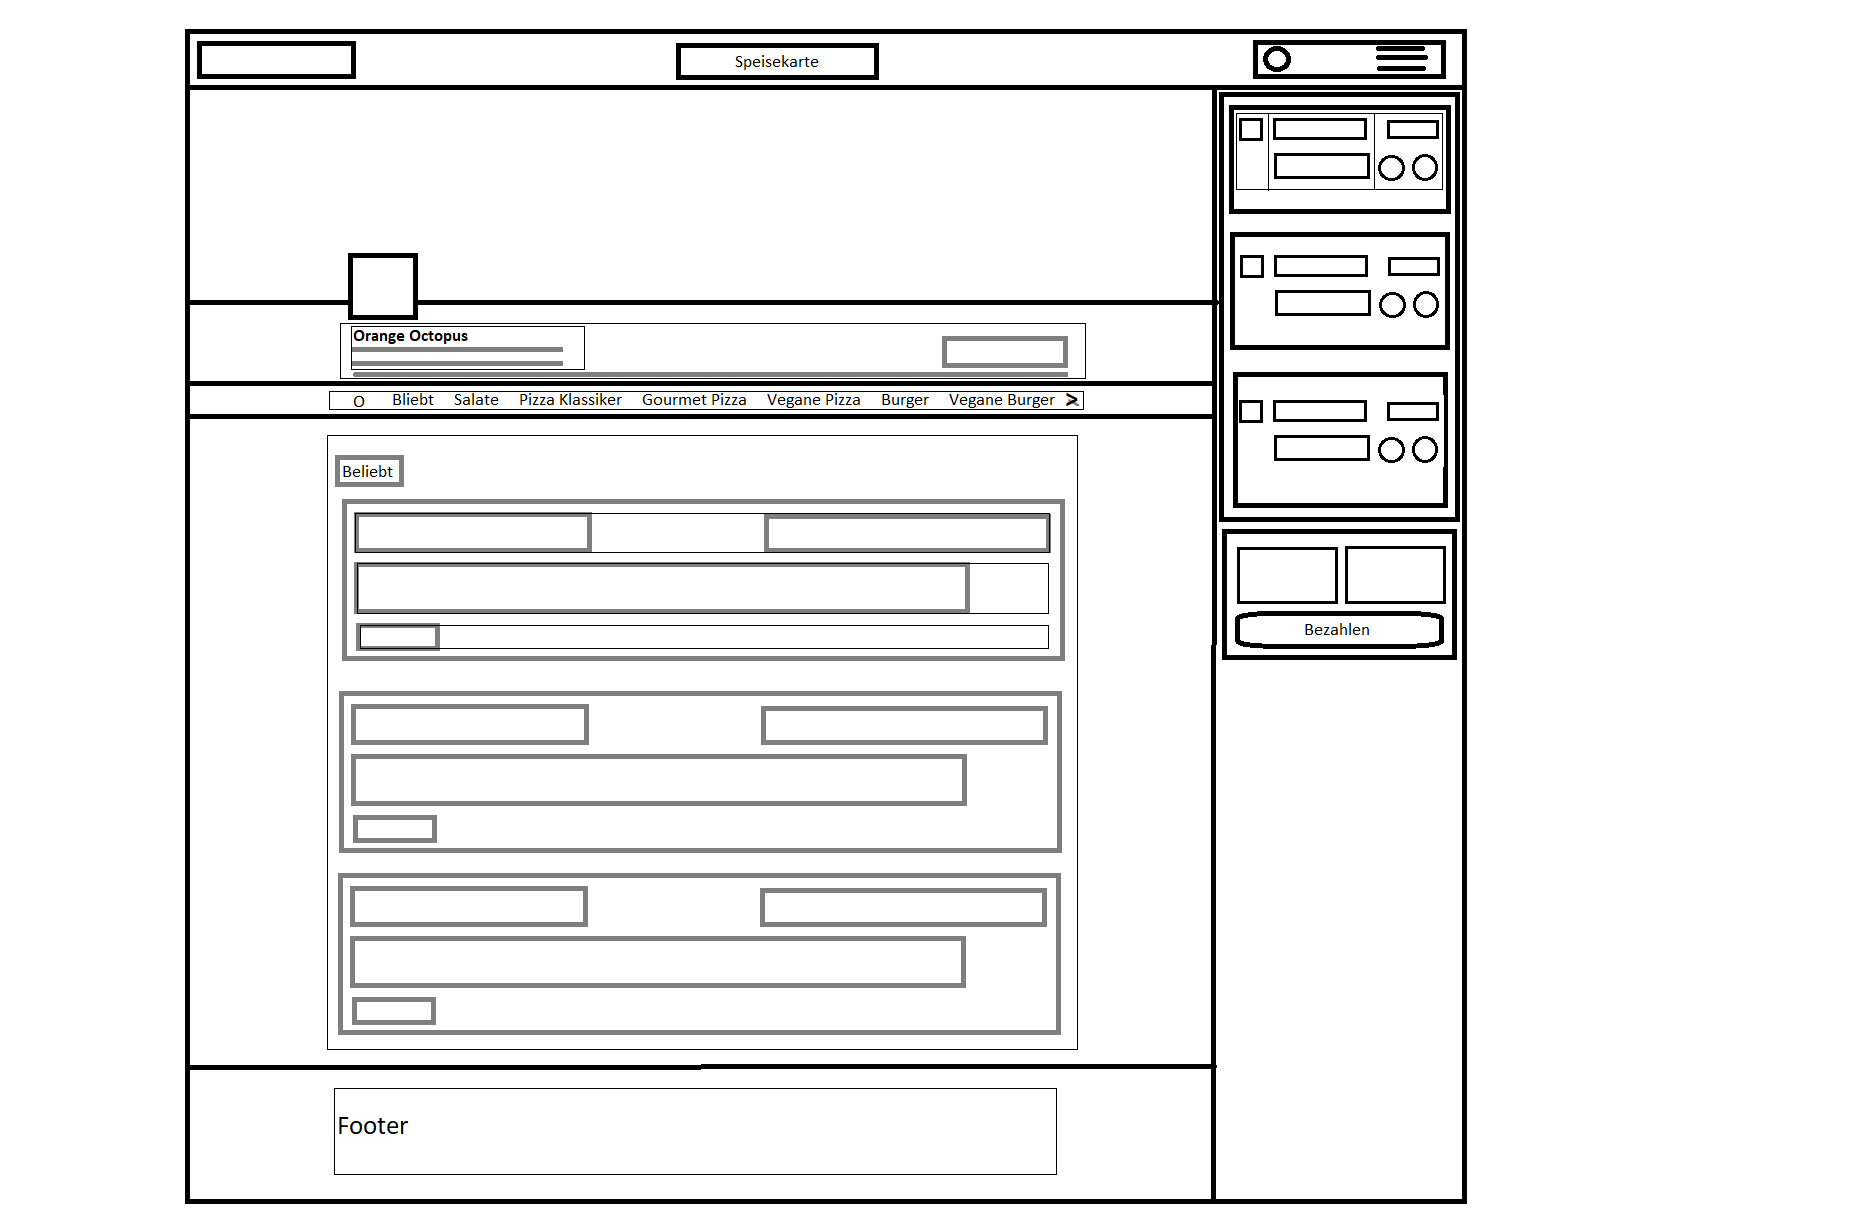 Speisekarte
Orange Octopus
O Bliebt Salate Pizza Klassiker Gourmet Pizza Vegane Pizza Burger Vegane Burger >
Beliebt
Bezahlen
Footer